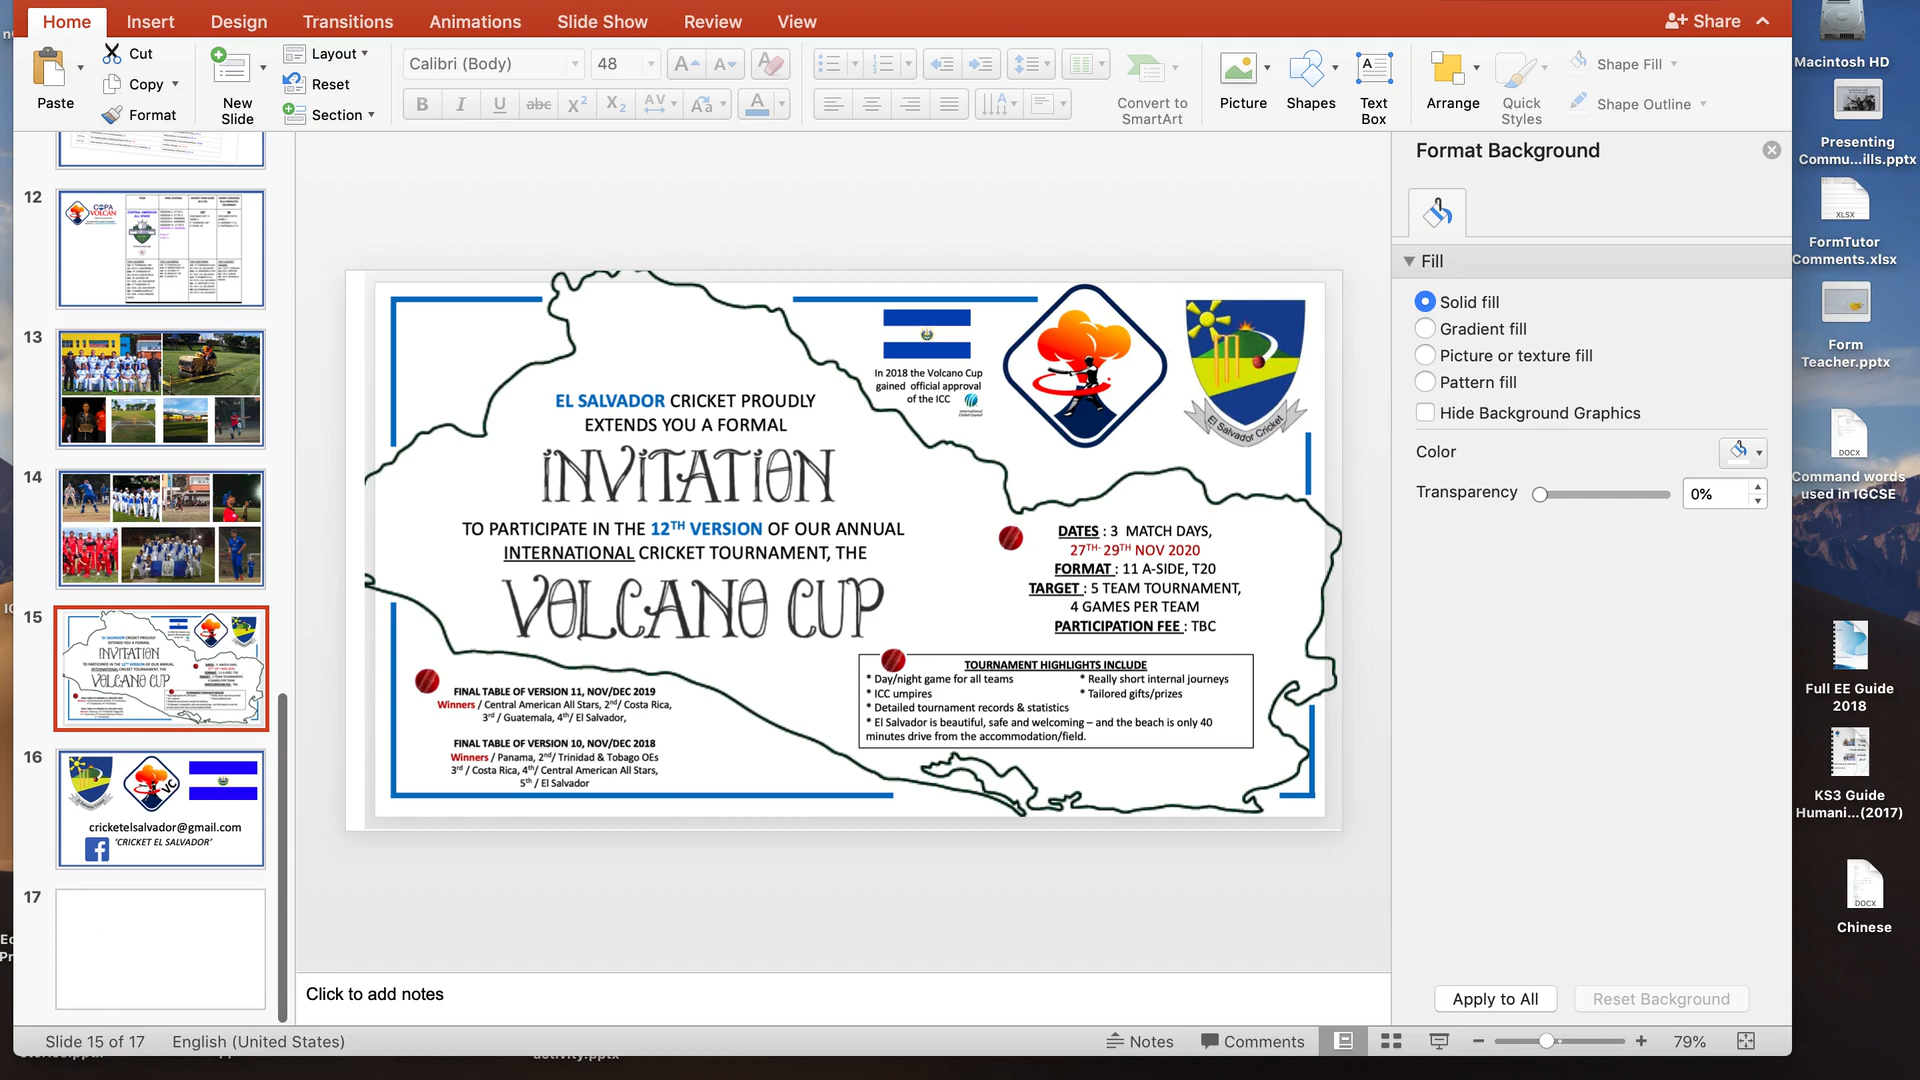 Home Insert Design Transitions Animations Slide Show Review View Share
Paste
Cut
Copy
Format
New
Slide
Layout
Reset
Section
Calibri (Body) 48
B I U abc X² X₂ AV Aa A
Convert to
SmartArt
Picture
Shapes
Text
Box
Arrange
Quick
Styles
Shape Fill
Shape Outline
12
COPA
VOLCAN
13
14
15
16
cricketelsalvador@gmail.com
‘CRICKET EL SALVADOR’
17
EL SALVADOR CRICKET PROUDLY
EXTENDS YOU A FORMAL
INVITATION
TO PARTICIPATE IN THE 12TH VERSION OF OUR ANNUAL
INTERNATIONAL CRICKET TOURNAMENT, THE
VOLCANO CUP
In 2018 the Volcano Cup
gained official approval
of the ICC
El Salvador Cricket
DATES : 3 MATCH DAYS,
27TH- 29TH NOV 2020
FORMAT : 11 A-SIDE, T20
TARGET : 5 TEAM TOURNAMENT,
4 GAMES PER TEAM
PARTICIPATION FEE : TBC
TOURNAMENT HIGHLIGHTS INCLUDE
* Day/night game for all teams * Really short internal journeys
* ICC umpires * Tailored gifts/prizes
* Detailed tournament records & statistics
* El Salvador is beautiful, safe and welcoming – and the beach is only 40
minutes drive from the accommodation/field.
FINAL TABLE OF VERSION 11, NOV/DEC 2019
Winners / Central American All Stars, 2nd/ Costa Rica,
3rd / Guatemala, 4th/ El Salvador,
FINAL TABLE OF VERSION 10, NOV/DEC 2018
Winners / Panama, 2nd/ Trinidad & Tobago OEs
3rd / Costa Rica, 4th/ Central American All Stars,
5th / El Salvador
Click to add notes
Slide 15 of 17 English (United States) Notes Comments 79%
Format Background
Fill
Solid fill
Gradient fill
Picture or texture fill
Pattern fill
Hide Background Graphics
Color
Transparency 0%
Apply to All Reset Background
Macintosh HD
Presenting
Commu...ills.pptx
XLSX
FormTutor
Comments.xlsx
Form
Teacher.pptx
DOCX
Command words
used in IGCSE
Full EE Guide
2018
KS3 Guide
Humani...(2017)
DOCX
Chinese